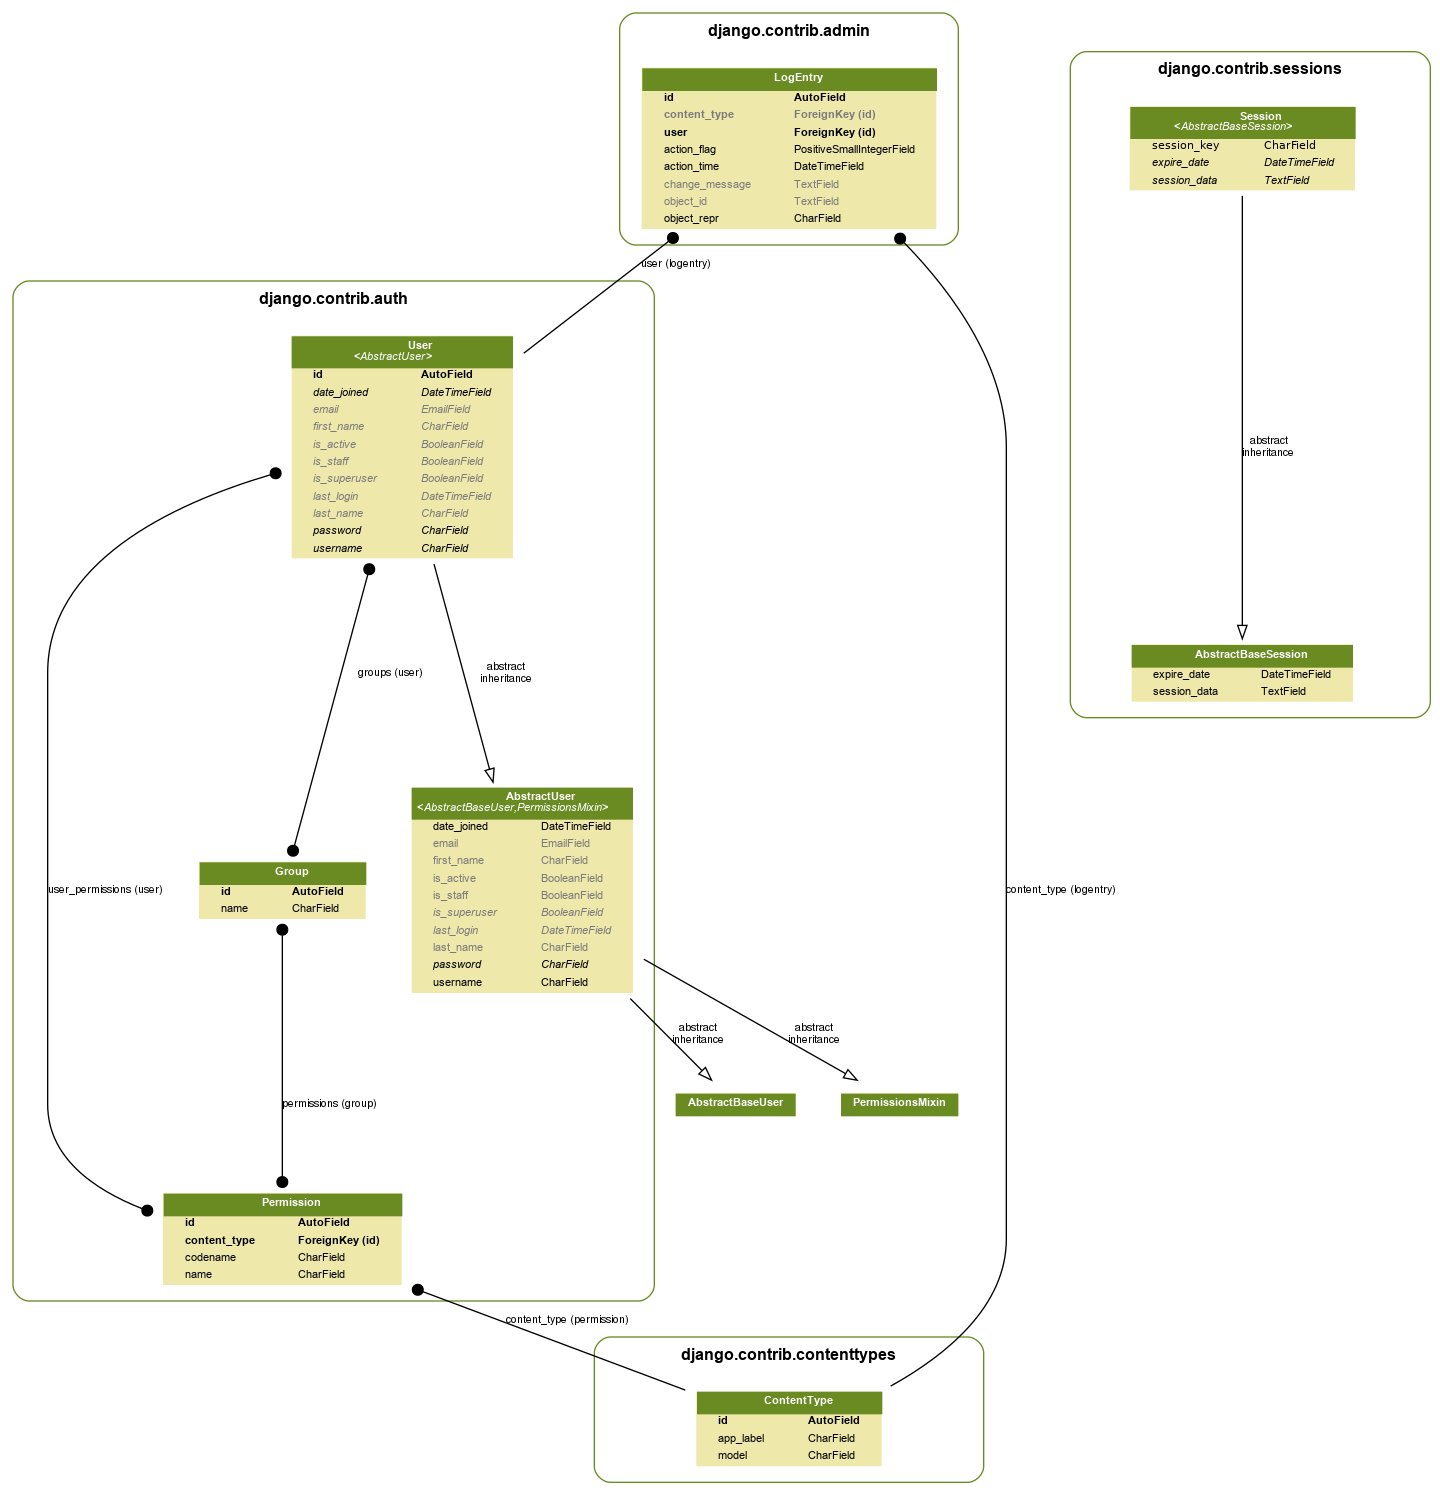 django.contrib.admin
LogEntry
id AutoField
content_type ForeignKey (id)
user ForeignKey (id)
action_flag PositiveSmallIntegerField
action_time DateTimeField
change_message TextField
object_id TextField
object_repr CharField
django.contrib.sessions
Session
<AbstractBaseSession>
session_key CharField
expire_date DateTimeField
session_data TextField
abstract
inheritance
AbstractBaseSession
expire_date DateTimeField
session_data TextField
user (logentry)
django.contrib.auth
User
<AbstractUser>
id AutoField
date_joined DateTimeField
email EmailField
first_name CharField
is_active BooleanField
is_staff BooleanField
is_superuser BooleanField
last_login DateTimeField
last_name CharField
password CharField
username CharField
groups (user)
abstract
inheritance
AbstractUser
<AbstractBaseUser,PermissionsMixin>
date_joined DateTimeField
email EmailField
first_name CharField
is_active BooleanField
is_staff BooleanField
is_superuser BooleanField
last_login DateTimeField
last_name CharField
password CharField
username CharField
Group
id AutoField
name CharField
user_permissions (user)
content_type (logentry)
abstract
inheritance
abstract
inheritance
AbstractBaseUser
PermissionsMixin
permissions (group)
Permission
id AutoField
content_type ForeignKey (id)
codename CharField
name CharField
content_type (permission)
django.contrib.contenttypes
ContentType
id AutoField
app_label CharField
model CharField